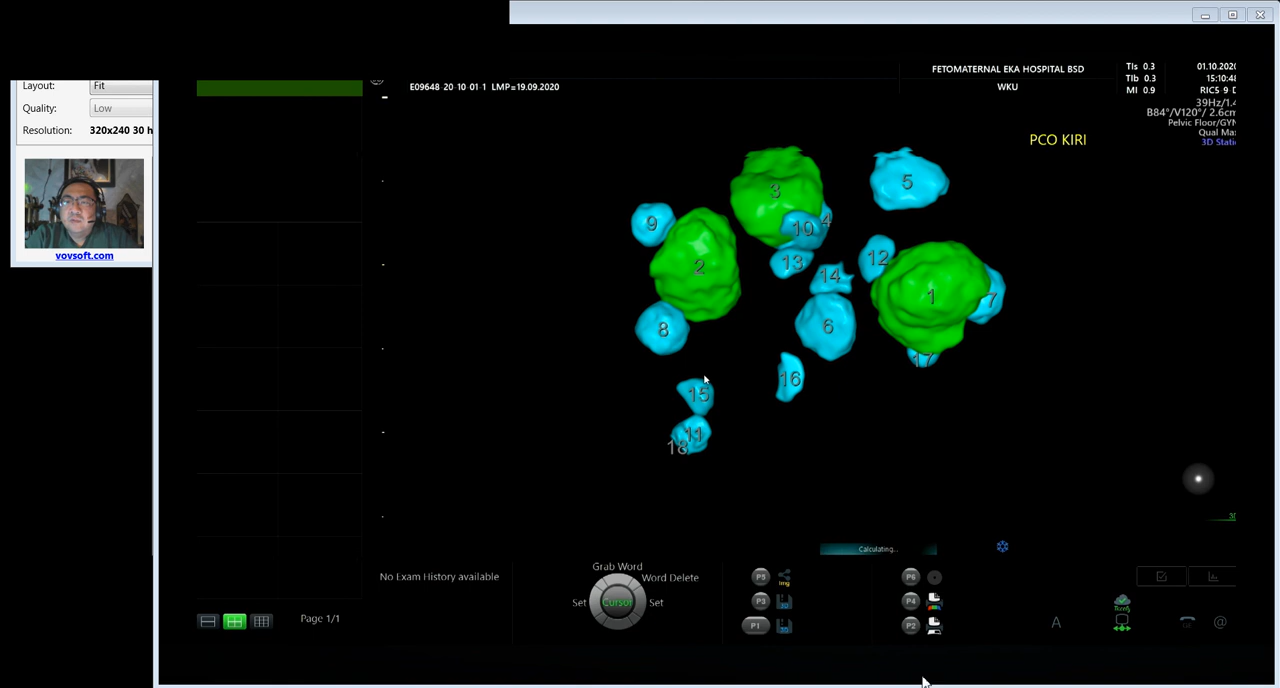 FETOMATERNAL EKA HOSPITAL BSD
WKU
TIs 0.3
TIb 0.3
MI 0.9
01.10.2020
15:10:48
RIC5-9-D
Layout: Fit
E09648-20-10-01-1 LMP=19.09.2020
Quality: Low
39Hz/1.4
B84°/V120°/ 2.6cm
Pelvic Floor/GYN
Qual Max
3D Static
Resolution: 320x240 30 h
PCO KIRI
3
5
9
10
4
2
13
12
14
1
7
8
6
17
16
15
11
18
vovsoft.com
3D
Calculating..
No Exam History available
Grab Word
Word Delete
Set
Cursor
Set
P5
Img
P6
P3
3D
P4
P1
3D
P2
Page 1/1
A
@